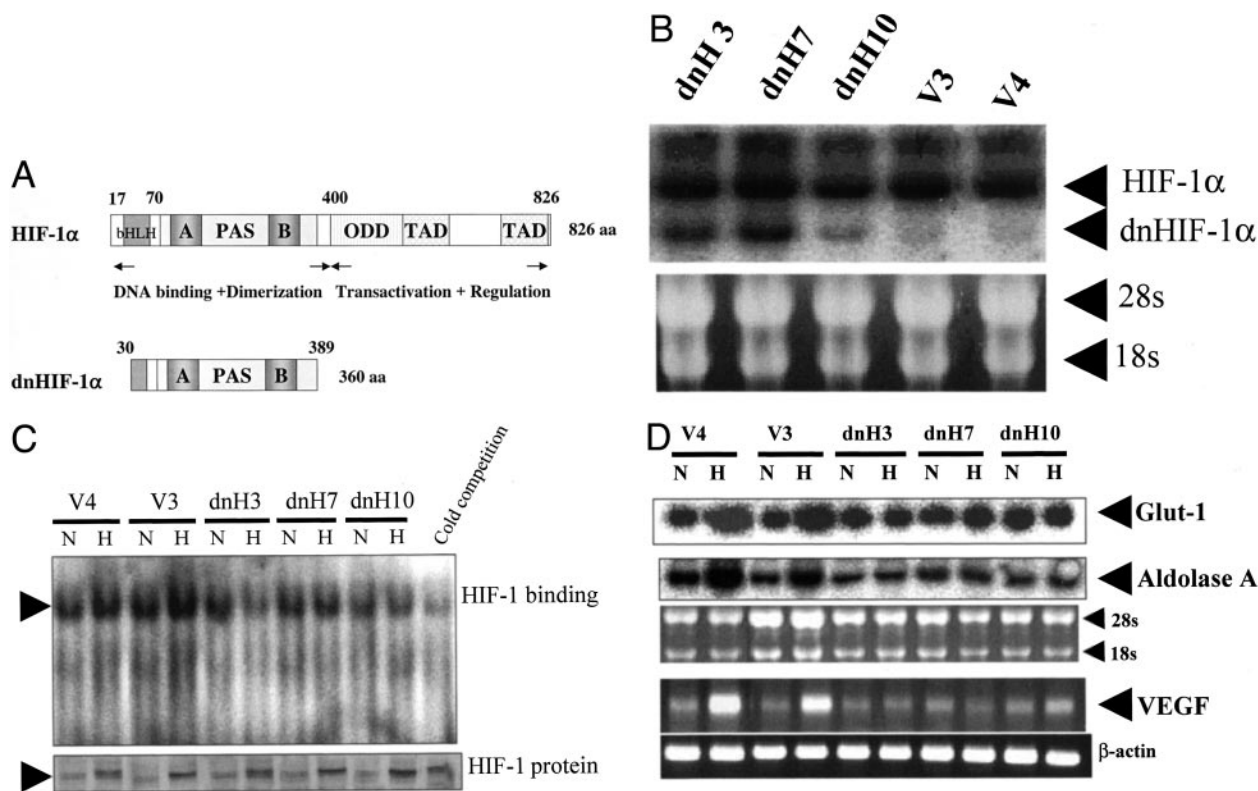 A
17 70 400 826
HIF-1α bHLH A PAS B ODD TAD TAD 826 aa
DNA binding +Dimerization Transactivation + Regulation
30 389
dnHIF-1α A PAS B 360 aa
B
dnH 3 dnH7 dnH10 V3 V4
HIF-1α
dnHIF-1α
28s
18s
C
V4 V3 dnH3 dnH7 dnH10 Cold competition
N H N H N H N H N H
HIF-1 binding
HIF-1 protein
D
V4 V3 dnH3 dnH7 dnH10
N H N H N H N H N H
Glut-1
Aldolase A
28s
18s
VEGF
β-actin